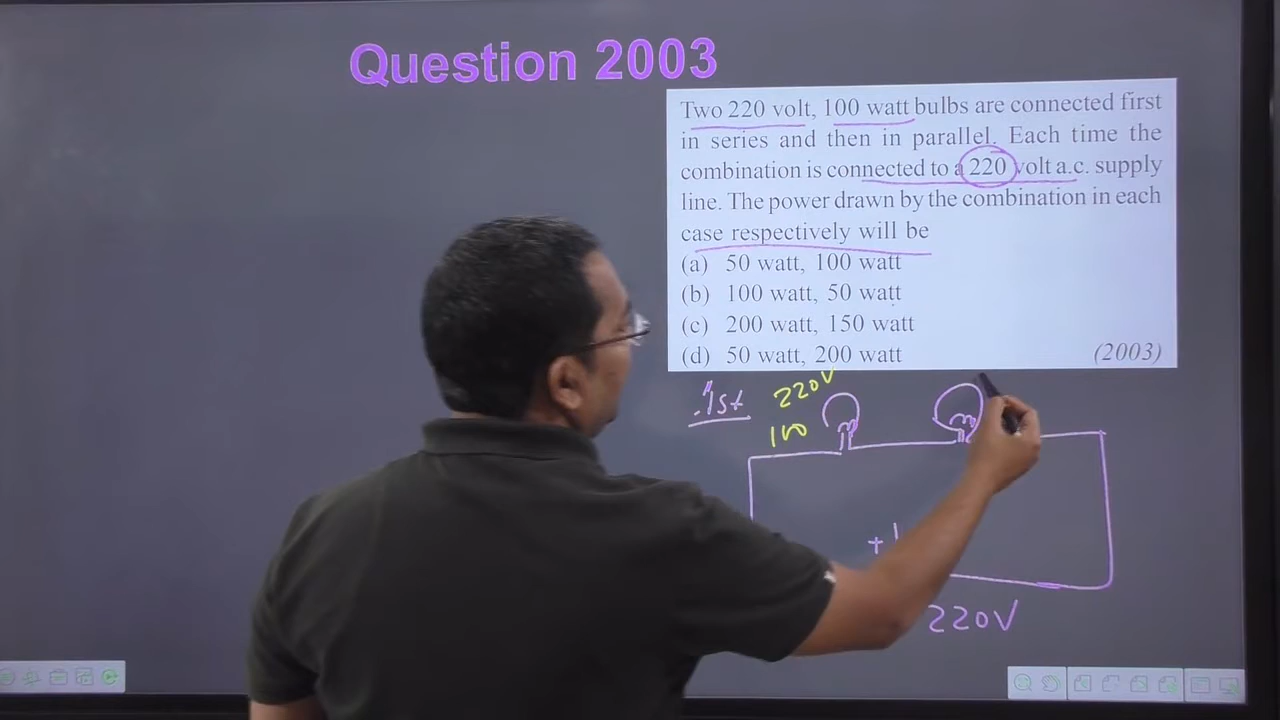 Question 2003
Two 220 volt, 100 watt bulbs are connected first
in series and then in parallel. Each time the
combination is connected to a 220 volt a.c. supply
line. The power drawn by the combination in each
case respectively will be
(a) 50 watt, 100 watt
(b) 100 watt, 50 watt
(c) 200 watt, 150 watt
(d) 50 watt, 200 watt
(2003)
1st
220V
100
+
220V